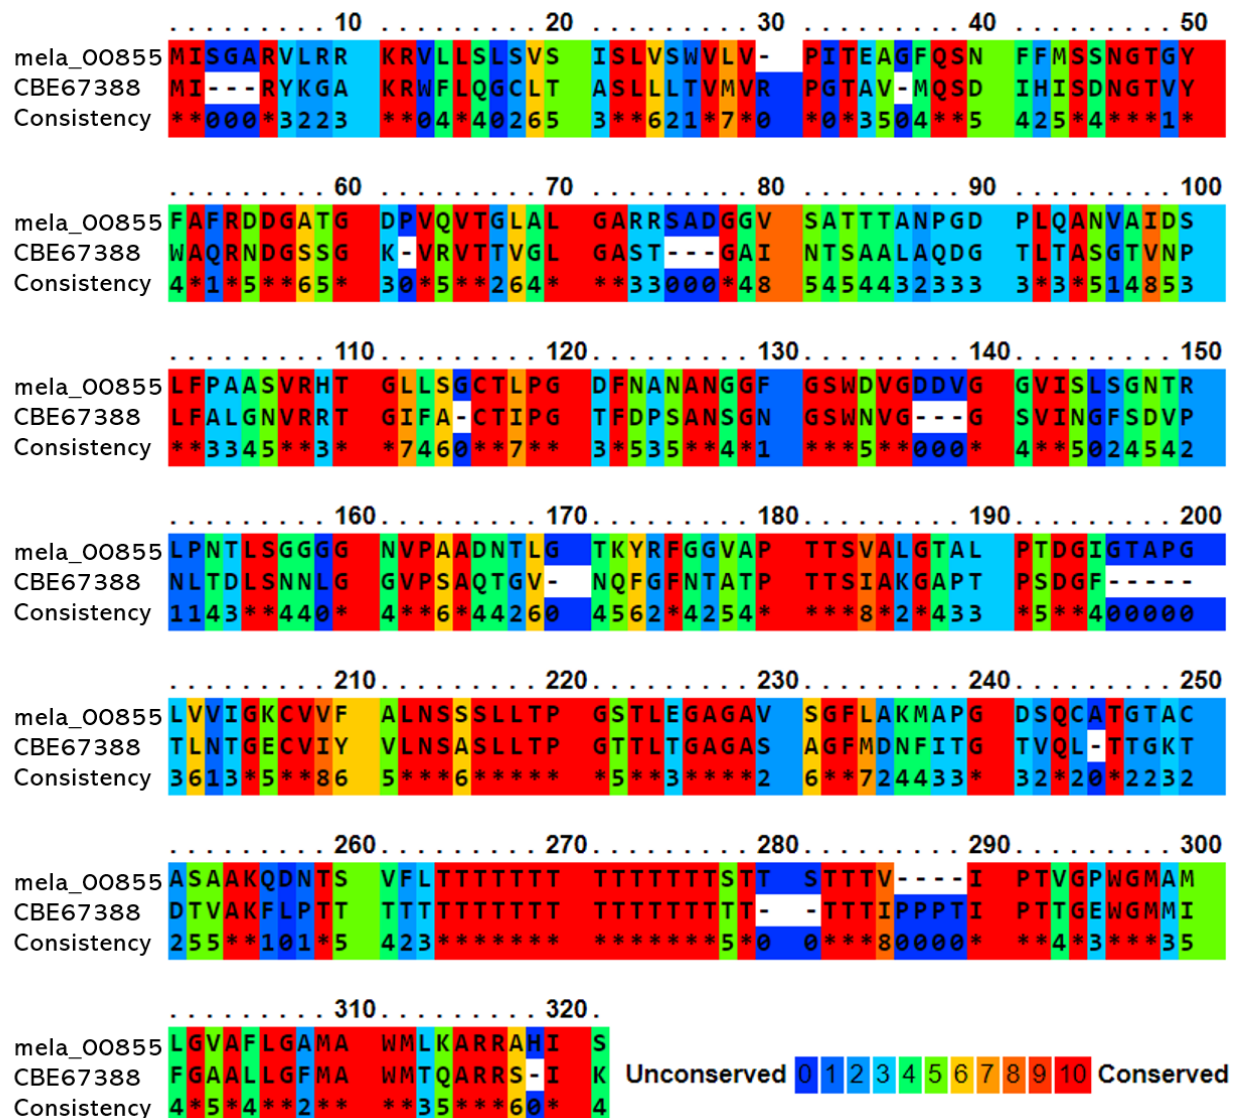 . . . . . . . . . 10 . . . . . . . . . 20 . . . . . . . . . 30 . . . . . . . . . 40 . . . . . . . . . 50
mela_00855 MISGARVLRR KRVLLSLSVS ISLVSWVLV- PITEAGFQSN FFMSSNGTGY
CBE67388 MI---RYKGA KRWFLQGCLT ASLLLTVMVR PGTAV-MQSD IHISDNGTVY
Consistency **000*3223 **04*40265 3**621*7*0 *0*3504**5 425*4***1*
. . . . . . . . . 60 . . . . . . . . . 70 . . . . . . . . . 80 . . . . . . . . . 90 . . . . . . . . . 100
mela_00855 FAFRDDGATG DPVQVTGLAL GARRSADGGV SATTTANPGD PLQANVAIDS
CBE67388 WAQRNDGSSG K-VRVTTVGL GAST---GAI NTSAALAQDG TLTASGTVNP
Consistency 4*1*5**65* 30*5**264* **33000*48 5454432333 3*3*514853
. . . . . . . . . 110 . . . . . . . . . 120 . . . . . . . . . 130 . . . . . . . . . 140 . . . . . . . . . 150
mela_00855 LFPAASVRHT GLLSGCTLPG DFNANANGGF GSWDVGDDVG GVISLSGNTR
CBE67388 LFALGNVRRT GIFA-CTIPG TFDPSANSGN GSWNVG---G SVINGFSDVP
Consistency **3345**3* *7460**7** 3*535**4*1 ***5**000* 4**5024542
. . . . . . . . . 160 . . . . . . . . . 170 . . . . . . . . . 180 . . . . . . . . . 190 . . . . . . . . . 200
mela_00855 LPNTLSGGGG NVPAADNTLG TKYRFGGVAP TTSVALGTAL PTDGIGTAPG
CBE67388 NLTDLSNNLG GVPSAQTGV- NQFGFNTATP TTSIAKGAPT PSDGF-----
Consistency 1143**440* 4**6*44260 4562*4254* ***8*2*433 *5**400000
. . . . . . . . . 210 . . . . . . . . . 220 . . . . . . . . . 230 . . . . . . . . . 240 . . . . . . . . . 250
mela_00855 LVVIGKCVVF ALNSSSLLTP GSTLEGAGAV SGFLAKMAPG DSQCATGTAC
CBE67388 TLNTGECVIY VLNSASLLTP GTTLTGAGAS AGFMDNFITG TVQL-TTGKT
Consistency 3613*5**86 5***6***** *5**3****2 6**724433* 32*20*2232
. . . . . . . . . 260 . . . . . . . . . 270 . . . . . . . . . 280 . . . . . . . . . 290 . . . . . . . . . 300
mela_00855 ASAAKQDNTS VFLTTTTTTT TTTTTTTSTT STTTV----I PTVGPWGMAM
CBE67388 DTVAKFLPTT TTTTTTTTTT TTTTTTTTT- -TTTIPPPTI PTTGEWGMMI
Consistency 255**101*5 423******* *******5*0 0***80000* **4*3***35
. . . . . . . . . 310 . . . . . . . . . 320 .
mela_00855 LGVAFLGAMA WMLKARRAHI S
CBE67388 FGAALLGFMA WMTQARRS-I K
Consistency 4*5*4**2** **35***60* 4
Unconserved 0 1 2 3 4 5 6 7 8 9 10 Conserved